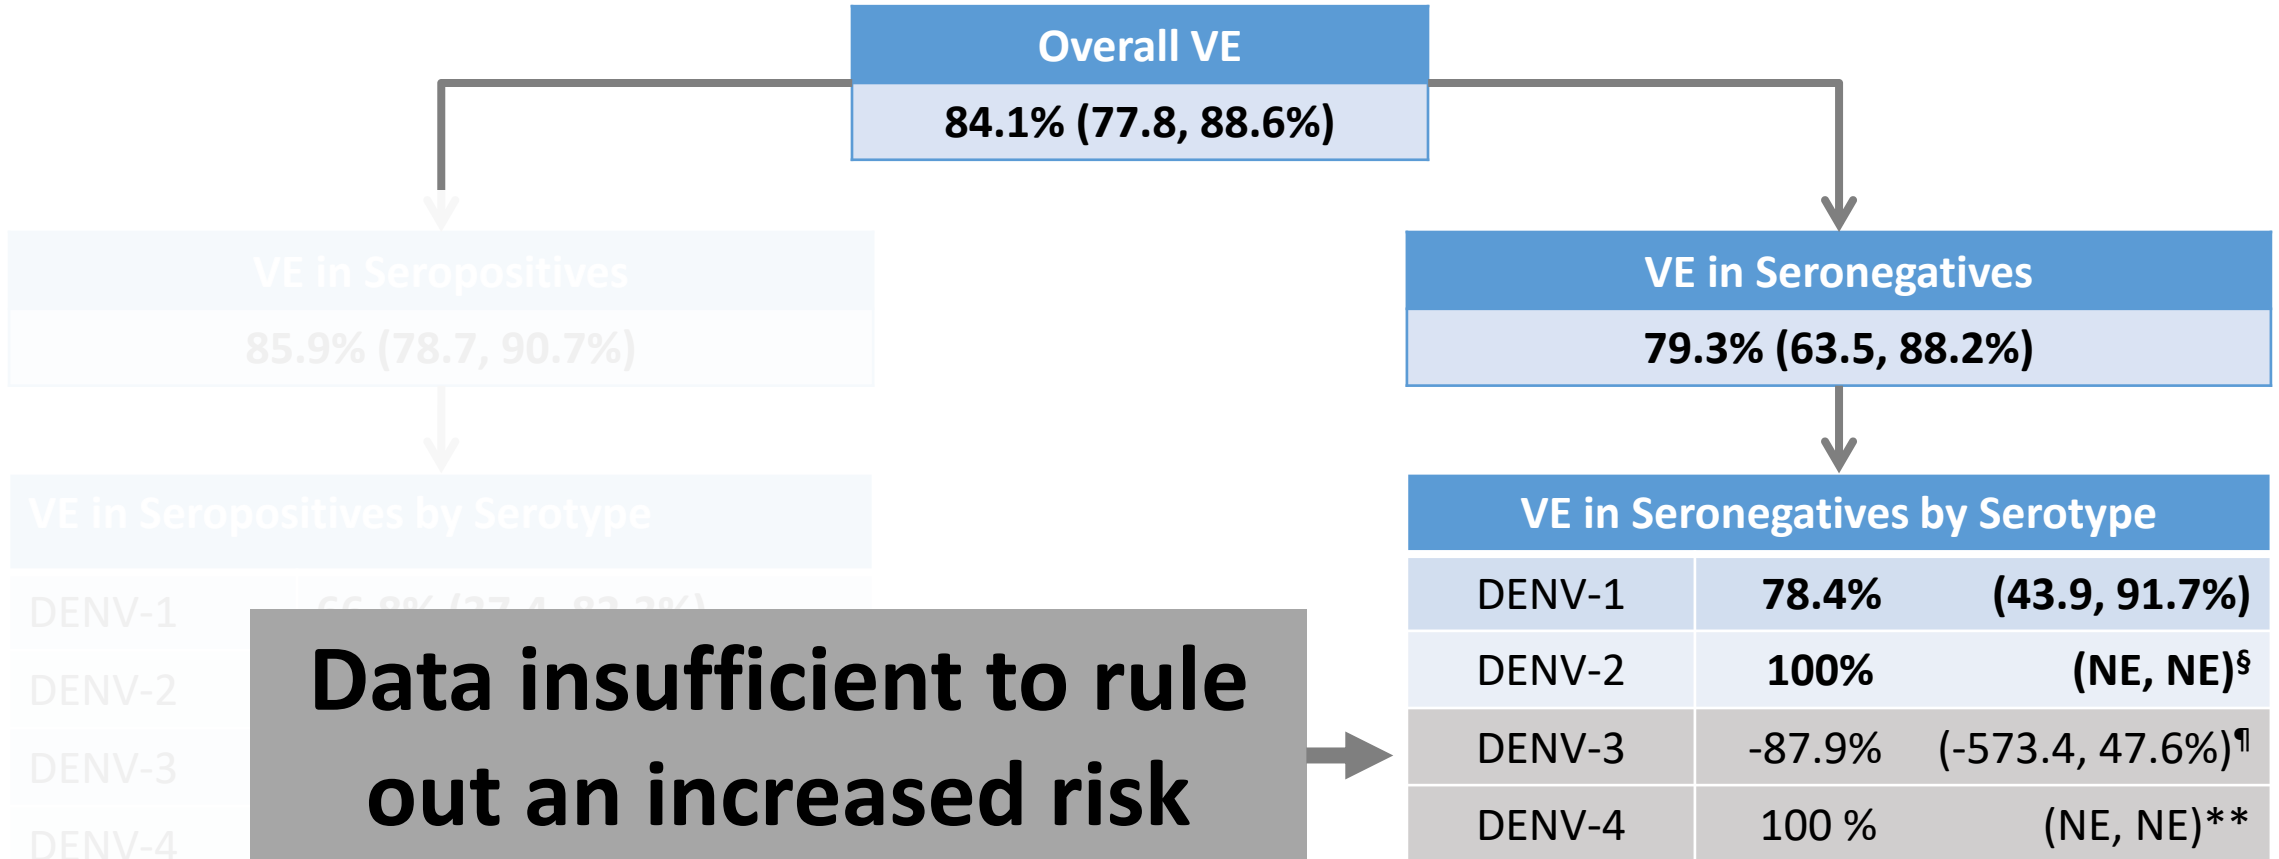 Overall VE
84.1% (77.8, 88.6%)
VE in Seropositives
85.9% (78.7, 90.7%)
VE in Seronegatives
79.3% (63.5, 88.2%)
VE in Seropositives by Serotype
DENV-1
DENV-2
DENV-3
DENV-4
Data insufficient to rule
out an increased risk
VE in Seronegatives by Serotype
DENV-1 78.4% (43.9, 91.7%)
DENV-2 100% (NE, NE)§
DENV-3 -87.9% (-573.4, 47.6%)¶
DENV-4 100 % (NE, NE)**